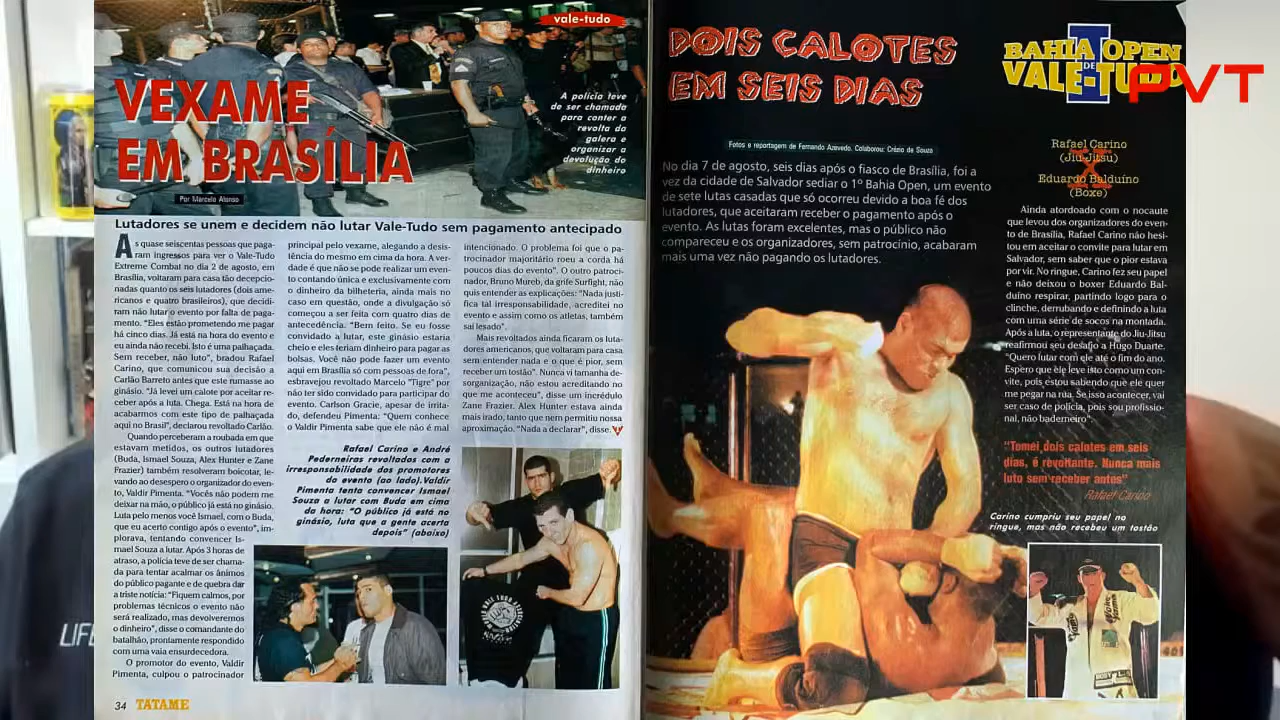 vale-tudo
VEXAME
EM BRASÍLIA
A polícia teve
de ser chamada
para conter a
revolta da
galera e
organizar a
devolução do
dinheiro
Por Marcelo Alonso
Lutadores se unem e decidem não lutar Vale-Tudo sem pagamento antecipado
As quase seiscentas pessoas que paga-
ram ingressos para ver o Vale-Tudo
Extreme Combat no dia 2 de agosto, em
Brasília, voltaram para casa tão decepcio-
nadas quanto os seis lutadores (dois ame-
ricanos e quatro brasileiros), que decidi-
ram não lutar o evento por falta de paga-
mento. “Eles estão prometendo me pagar
há cinco dias. Já está na hora do evento e
eu ainda não recebi. Isto é uma palhaçada.
Sem receber, não luto”, bradou Rafael
Carino, que comunicou sua decisão a
Carlão Barreto antes que este rumasse ao
ginásio. “Já levei um calote por aceitar re-
ceber após a luta. Chega. Está na hora de
acabarmos com este tipo de palhaçada
aqui no Brasil”, declarou revoltado Carlão.
Quando perceberam a roubada em que
estavam metidos, os outros lutadores
(Buda, Ismael Souza, Alex Hunter e Zane
Frazier) também resolveram boicotar, le-
vando ao desespero o organizador do even-
to, Valdir Pimenta. “Vocês não podem me
deixar na mão, o público já está no ginásio.
Luta pelo menos você Ismael, com o Buda,
que eu acerto contigo após o evento”, im-
plorava, tentando convencer Is-
mael Souza a lutar. Após 3 horas de
atraso, a polícia teve de ser chama-
da para tentar acalmar os ânimos
do público pagante e de quebra dar
a triste notícia: “Fiquem calmos, por
problemas técnicos o evento não
será realizado, mas devolveremos
o dinheiro”, disse o comandante do
batalhão, prontamente respondido
com uma vaia ensurdecedora.
O promotor do evento, Valdir
Pimenta, culpou o patrocinador
principal pelo vexame, alegando a desis-
tência do mesmo em cima da hora. A ver-
dade é que não se pode realizar um even-
to contando única e exclusivamente com
o dinheiro da bilheteria, ainda mais no
caso em questão, onde a divulgação só
começou a ser feita com quatro dias de
antecedência. “Bem feito. Se eu fosse
convidado a lutar, este ginásio estaria
cheio e eles teriam dinheiro para pagar as
bolsas. Você não pode fazer um evento
aqui em Brasília só com pessoas de fora”,
esbravejou revoltado Marcelo “Tigre” por
não ter sido convidado para participar do
evento. Carlson Gracie, apesar de irrita-
do, defendeu Pimenta: “Quem conhece
o Valdir Pimenta sabe que ele não é mal
intencionado. O problema foi que o pa-
trocinador majoritário roeu a corda há
poucos dias do evento”. O outro patroci-
nador, Bruno Mureb, da grife Surfight, não
quis entender as explicações: “Nada justi-
fica tal irresponsabilidade, acreditei no
evento e assim como os atletas, também
saí lesado”.
Mais revoltados ainda ficaram os luta-
dores americanos, que voltaram para casa
sem entender nada e o que é pior, sem
receber um tostão”. Nunca vi tamanha de-
sorganização, não estou acreditando no
que me aconteceu”, disse um incrédulo
Zane Frazier. Alex Hunter estava ainda
mais irado, tanto que nem permitiu nossa
aproximação. “Nada a declarar”, disse.
Rafael Carino e André
Pederneiras revoltados com a
irresponsabilidade dos promotores
do evento (ao lado).Valdir
Pimenta tenta convencer Ismael
Souza a lutar com Buda em cima
da hora: “O público já está no
ginásio, luta que a gente acerta
depois” (abaixo)
34 TATAME
DOIS CALOTES
EM SEIS DIAS
BAHIA OPEN
DE
VALE-TUDO
PVT
Fotos e reportagem de Fernando Azevedo. Colaborou: Crézio de Souza
No dia 7 de agosto, seis dias após o fiasco de Brasília, foi a
vez da cidade de Salvador sediar o 1º Bahia Open, um evento
de sete lutas casadas que só ocorreu devido a boa fé dos
lutadores, que aceitaram receber o pagamento após o
evento. As lutas foram excelentes, mas o público não
compareceu e os organizadores, sem patrocínio, acabaram
mais uma vez não pagando os lutadores.
Rafael Carino
(Jiu-Jitsu)
X
Eduardo Balduíno
(Boxe)
Ainda atordoado com o nocaute
que levou dos organizadores do evento
de Brasília, Rafael Carino não hesi-
tou em aceitar o convite para lutar em
Salvador, sem saber que o pior estava
por vir. No ringue, Carino fez seu papel
e não deixou o boxer Eduardo Bal-
duíno respirar, partindo logo para o
clinche, derrubando e definindo a luta
com uma série de socos na montada.
Após a luta, o representante do Jiu-Jitsu
reafirmou seu desafio a Hugo Duarte.
“Quero lutar com ele até o fim do ano.
Espero que ele leve isto como um con-
vite, pois estou sabendo que ele quer
me pegar na rua. Se isso acontecer, vai
ser caso de polícia, pois sou profissio-
nal, não baderneiro”.
“Tomei dois calotes em seis
dias, é revoltante. Nunca mais
luto sem receber antes”
Rafael Carino
Carino cumpriu seu papel no
ringue, mas não recebeu um tostão
LIFE